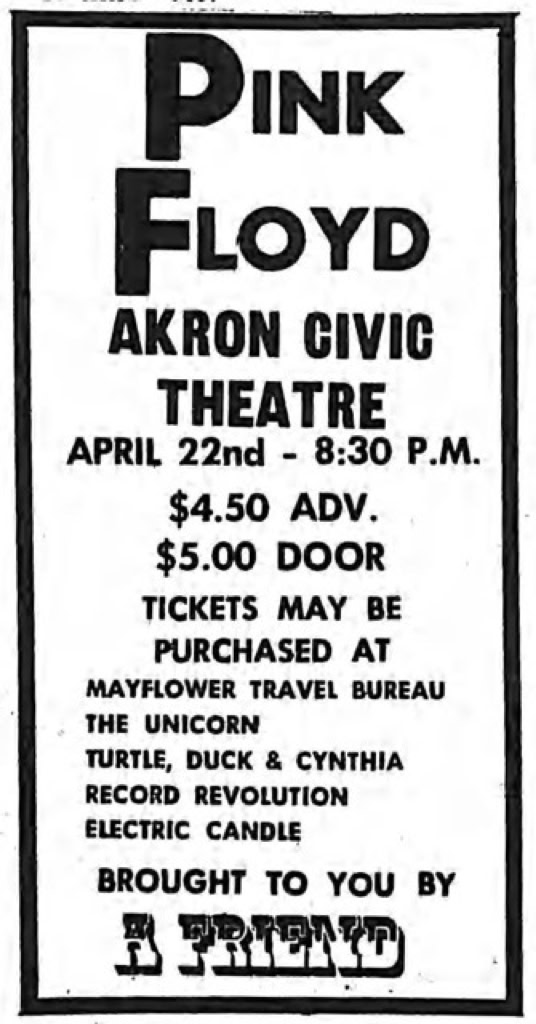 PINK
FLOYD
AKRON CIVIC
THEATRE
APRIL 22nd - 8:30 P.M.
$4.50 ADV.
$5.00 DOOR
TICKETS MAY BE
PURCHASED AT
MAYFLOWER TRAVEL BUREAU
THE UNICORN
TURTLE, DUCK & CYNTHIA
RECORD REVOLUTION
ELECTRIC CANDLE
BROUGHT TO YOU BY
A FRIEND